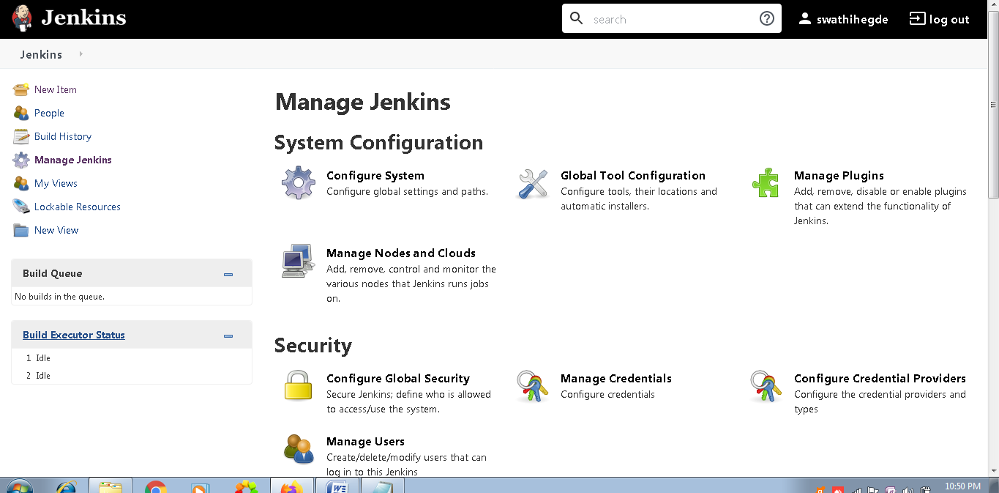 Jenkins
search
swathihegde
log out
Jenkins
New Item
People
Build History
Manage Jenkins
My Views
Lockable Resources
New View
Build Queue
No builds in the queue.
Build Executor Status
1 Idle
2 Idle
Manage Jenkins
System Configuration
Configure System
Configure global settings and paths.
Global Tool Configuration
Configure tools, their locations and
automatic installers.
Manage Plugins
Add, remove, disable or enable plugins
that can extend the functionality of
Jenkins.
Manage Nodes and Clouds
Add, remove, control and monitor the
various nodes that Jenkins runs jobs
on.
Security
Configure Global Security
Secure Jenkins; define who is allowed
to access/use the system.
Manage Credentials
Configure credentials
Configure Credential Providers
Configure the credential providers and
types
Manage Users
Create/delete/modify users that can
log in to this Jenkins
10:50 PM